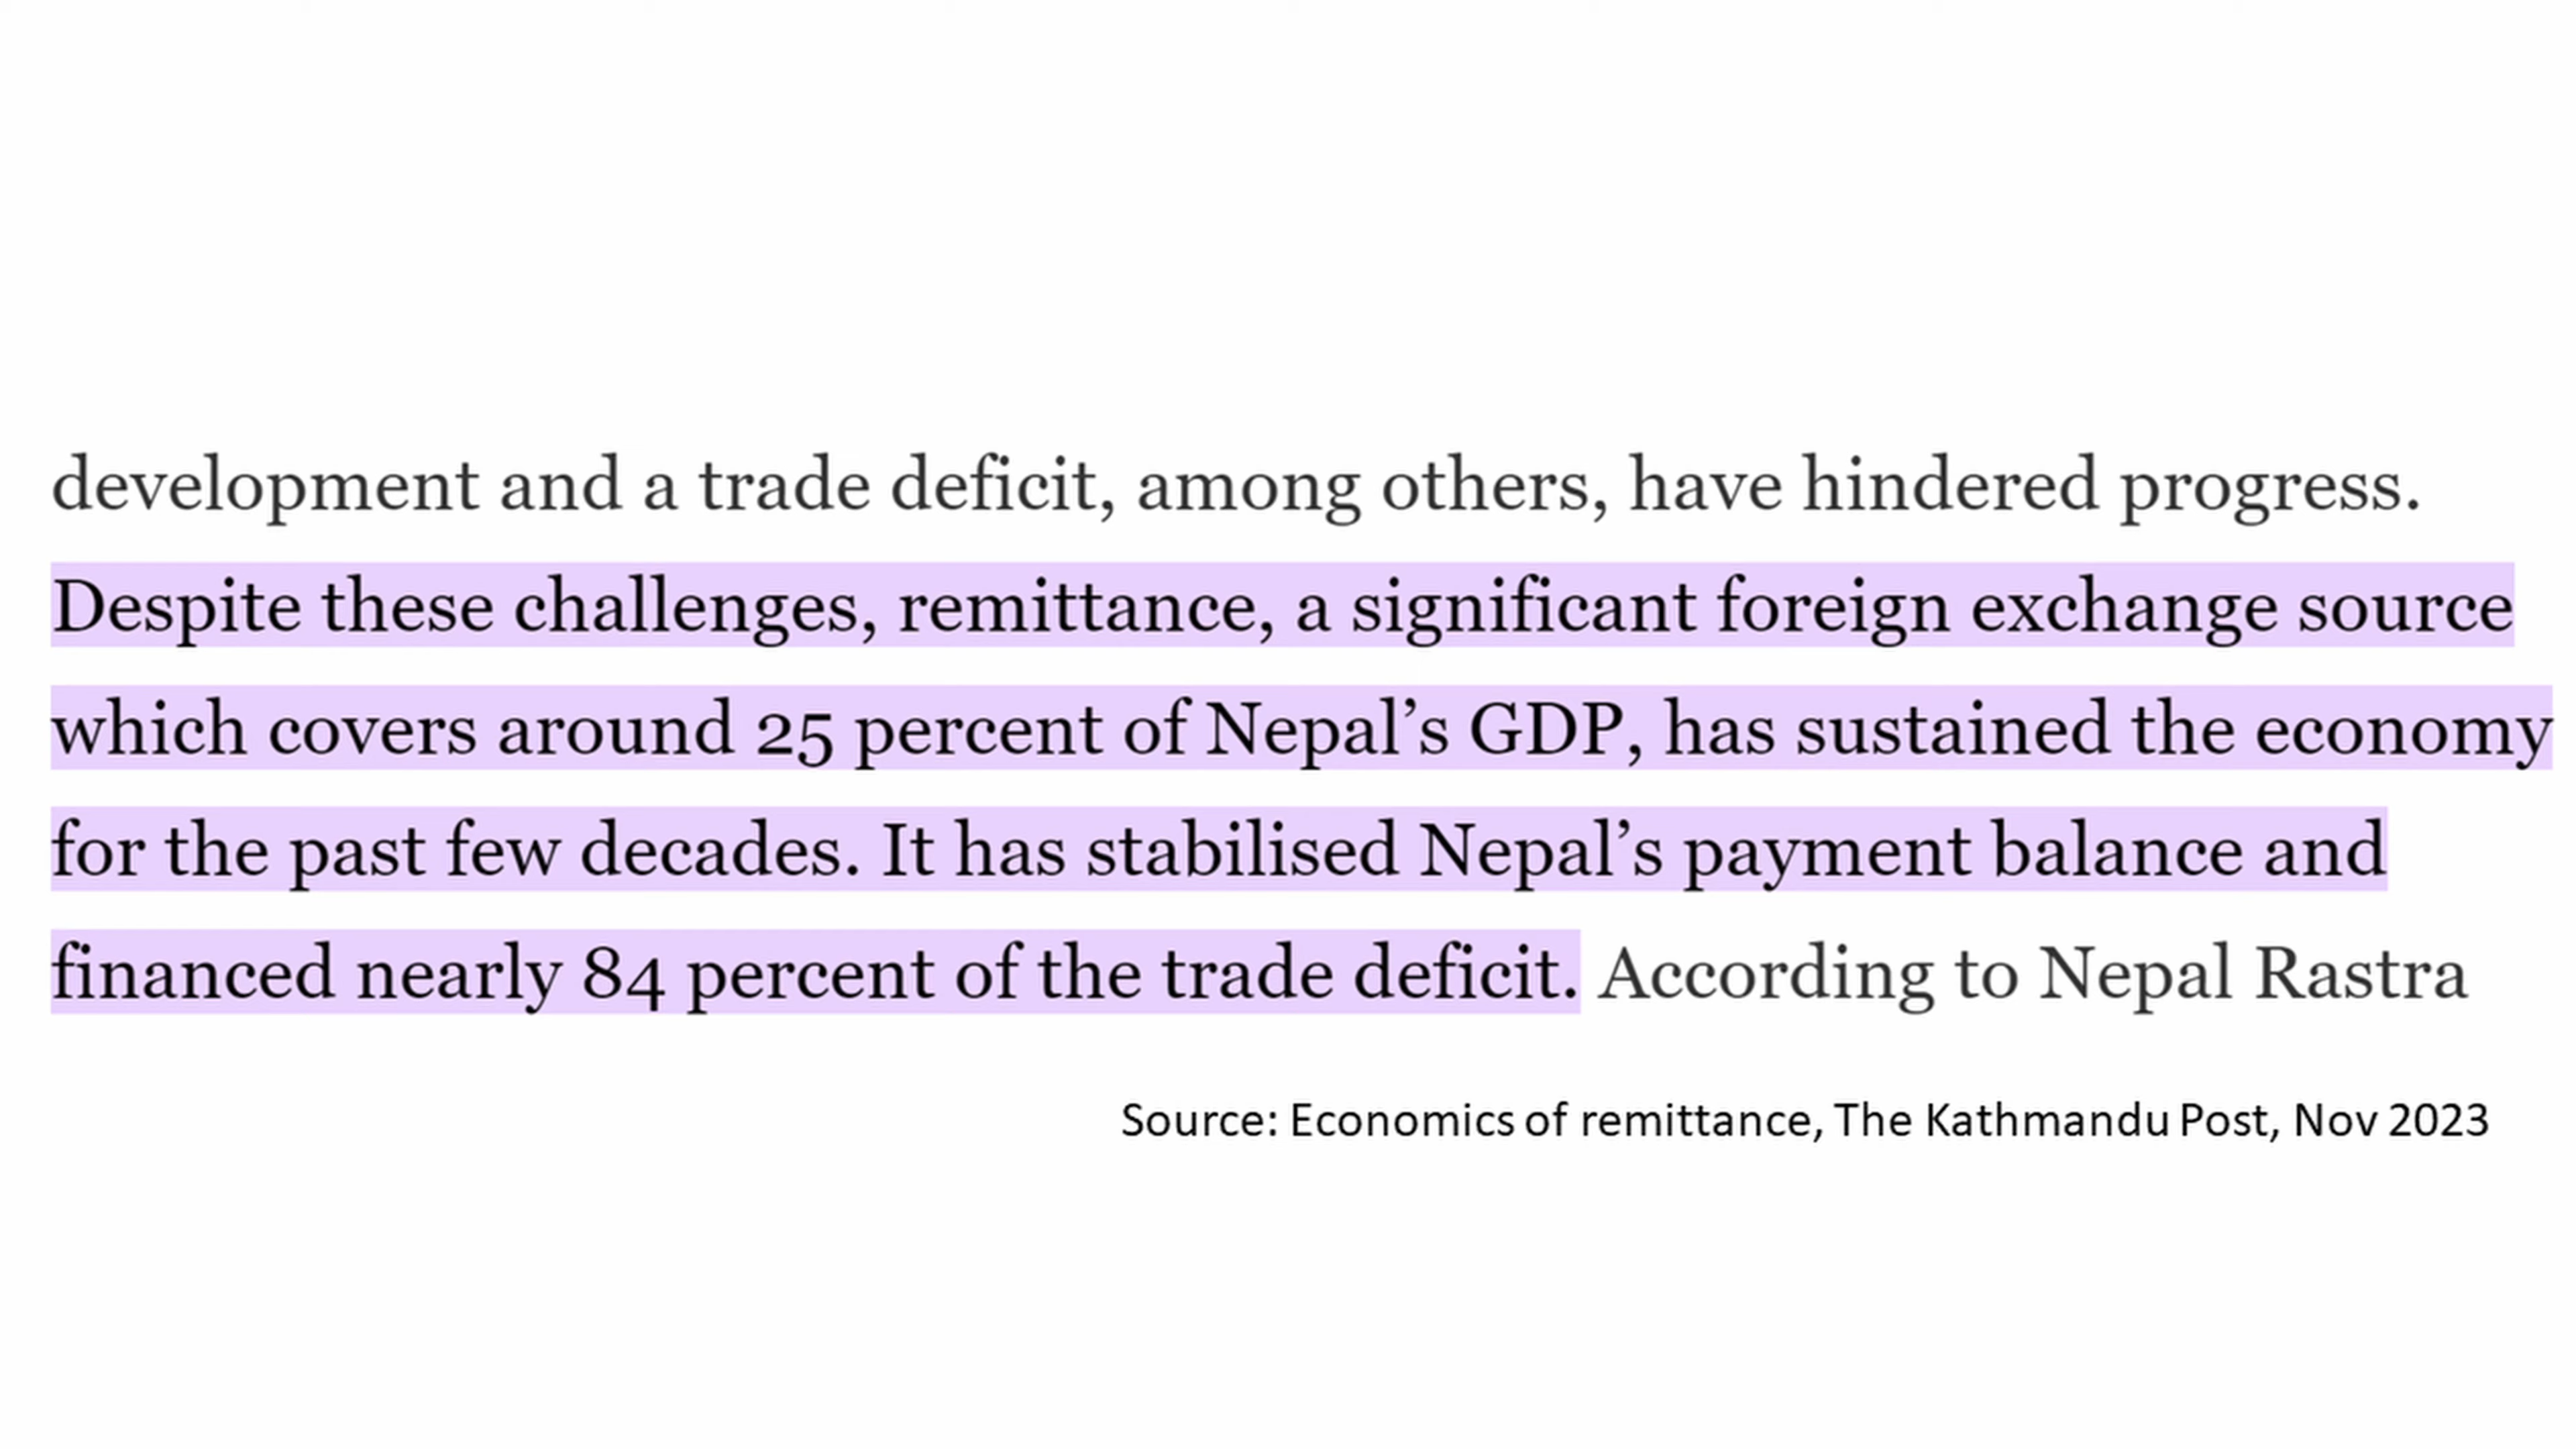 development and a trade deficit, among others, have hindered progress.
Despite these challenges, remittance, a significant foreign exchange source
which covers around 25 percent of Nepal’s GDP, has sustained the economy
for the past few decades. It has stabilised Nepal’s payment balance and
financed nearly 84 percent of the trade deficit. According to Nepal Rastra
Source: Economics of remittance, The Kathmandu Post, Nov 2023